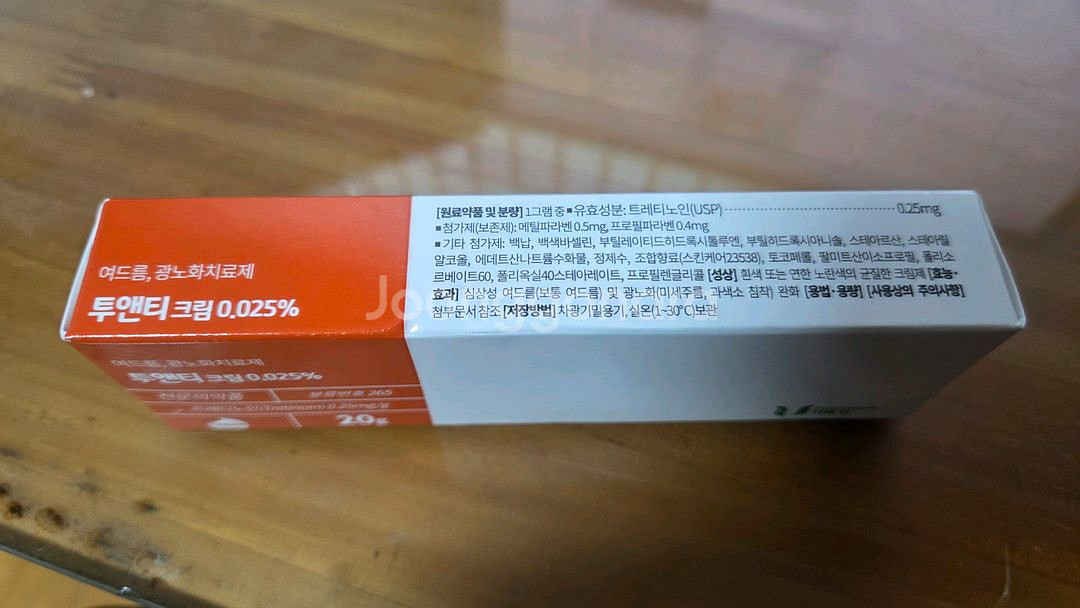 여드름, 광노화치료제
투앤티 크림 0.025%
[원료약품 및 분량] 1그램 중 ▪유효성분: 트레티노인(USP) ························ 0.25mg
▪첨가제(보존제): 메틸파라벤 0.5mg, 프로필파라벤 0.4mg
▪기타 첨가제: 백납, 백색바셀린, 부틸레이티드히드록시톨루엔, 부틸히드록시아니솔, 스테아르산, 스테아릴
알코올, 에데트산나트륨수화물, 정제수, 조합향료(스킨케어23538), 토코페롤, 팔미트산이소프로필, 폴리소
르베이트60, 폴리옥실40스테아레이트, 프로필렌글리콜 [성상] 흰색 또는 연한 노란색의 균질한 크림제 [효능·
효과] 심상성 여드름(보통 여드름) 및 광노화(미세주름, 과색소 침착) 완화 [용법·용량] [사용상의 주의사항]
첨부문서 참조 [저장방법] 차광기밀용기, 실온(1~30℃)보관
여드름, 광노화치료제
투앤티 크림 0.025%
전문의약품 분류번호 265
트레티노인(Tretinoin) 0.25mg/g
20g